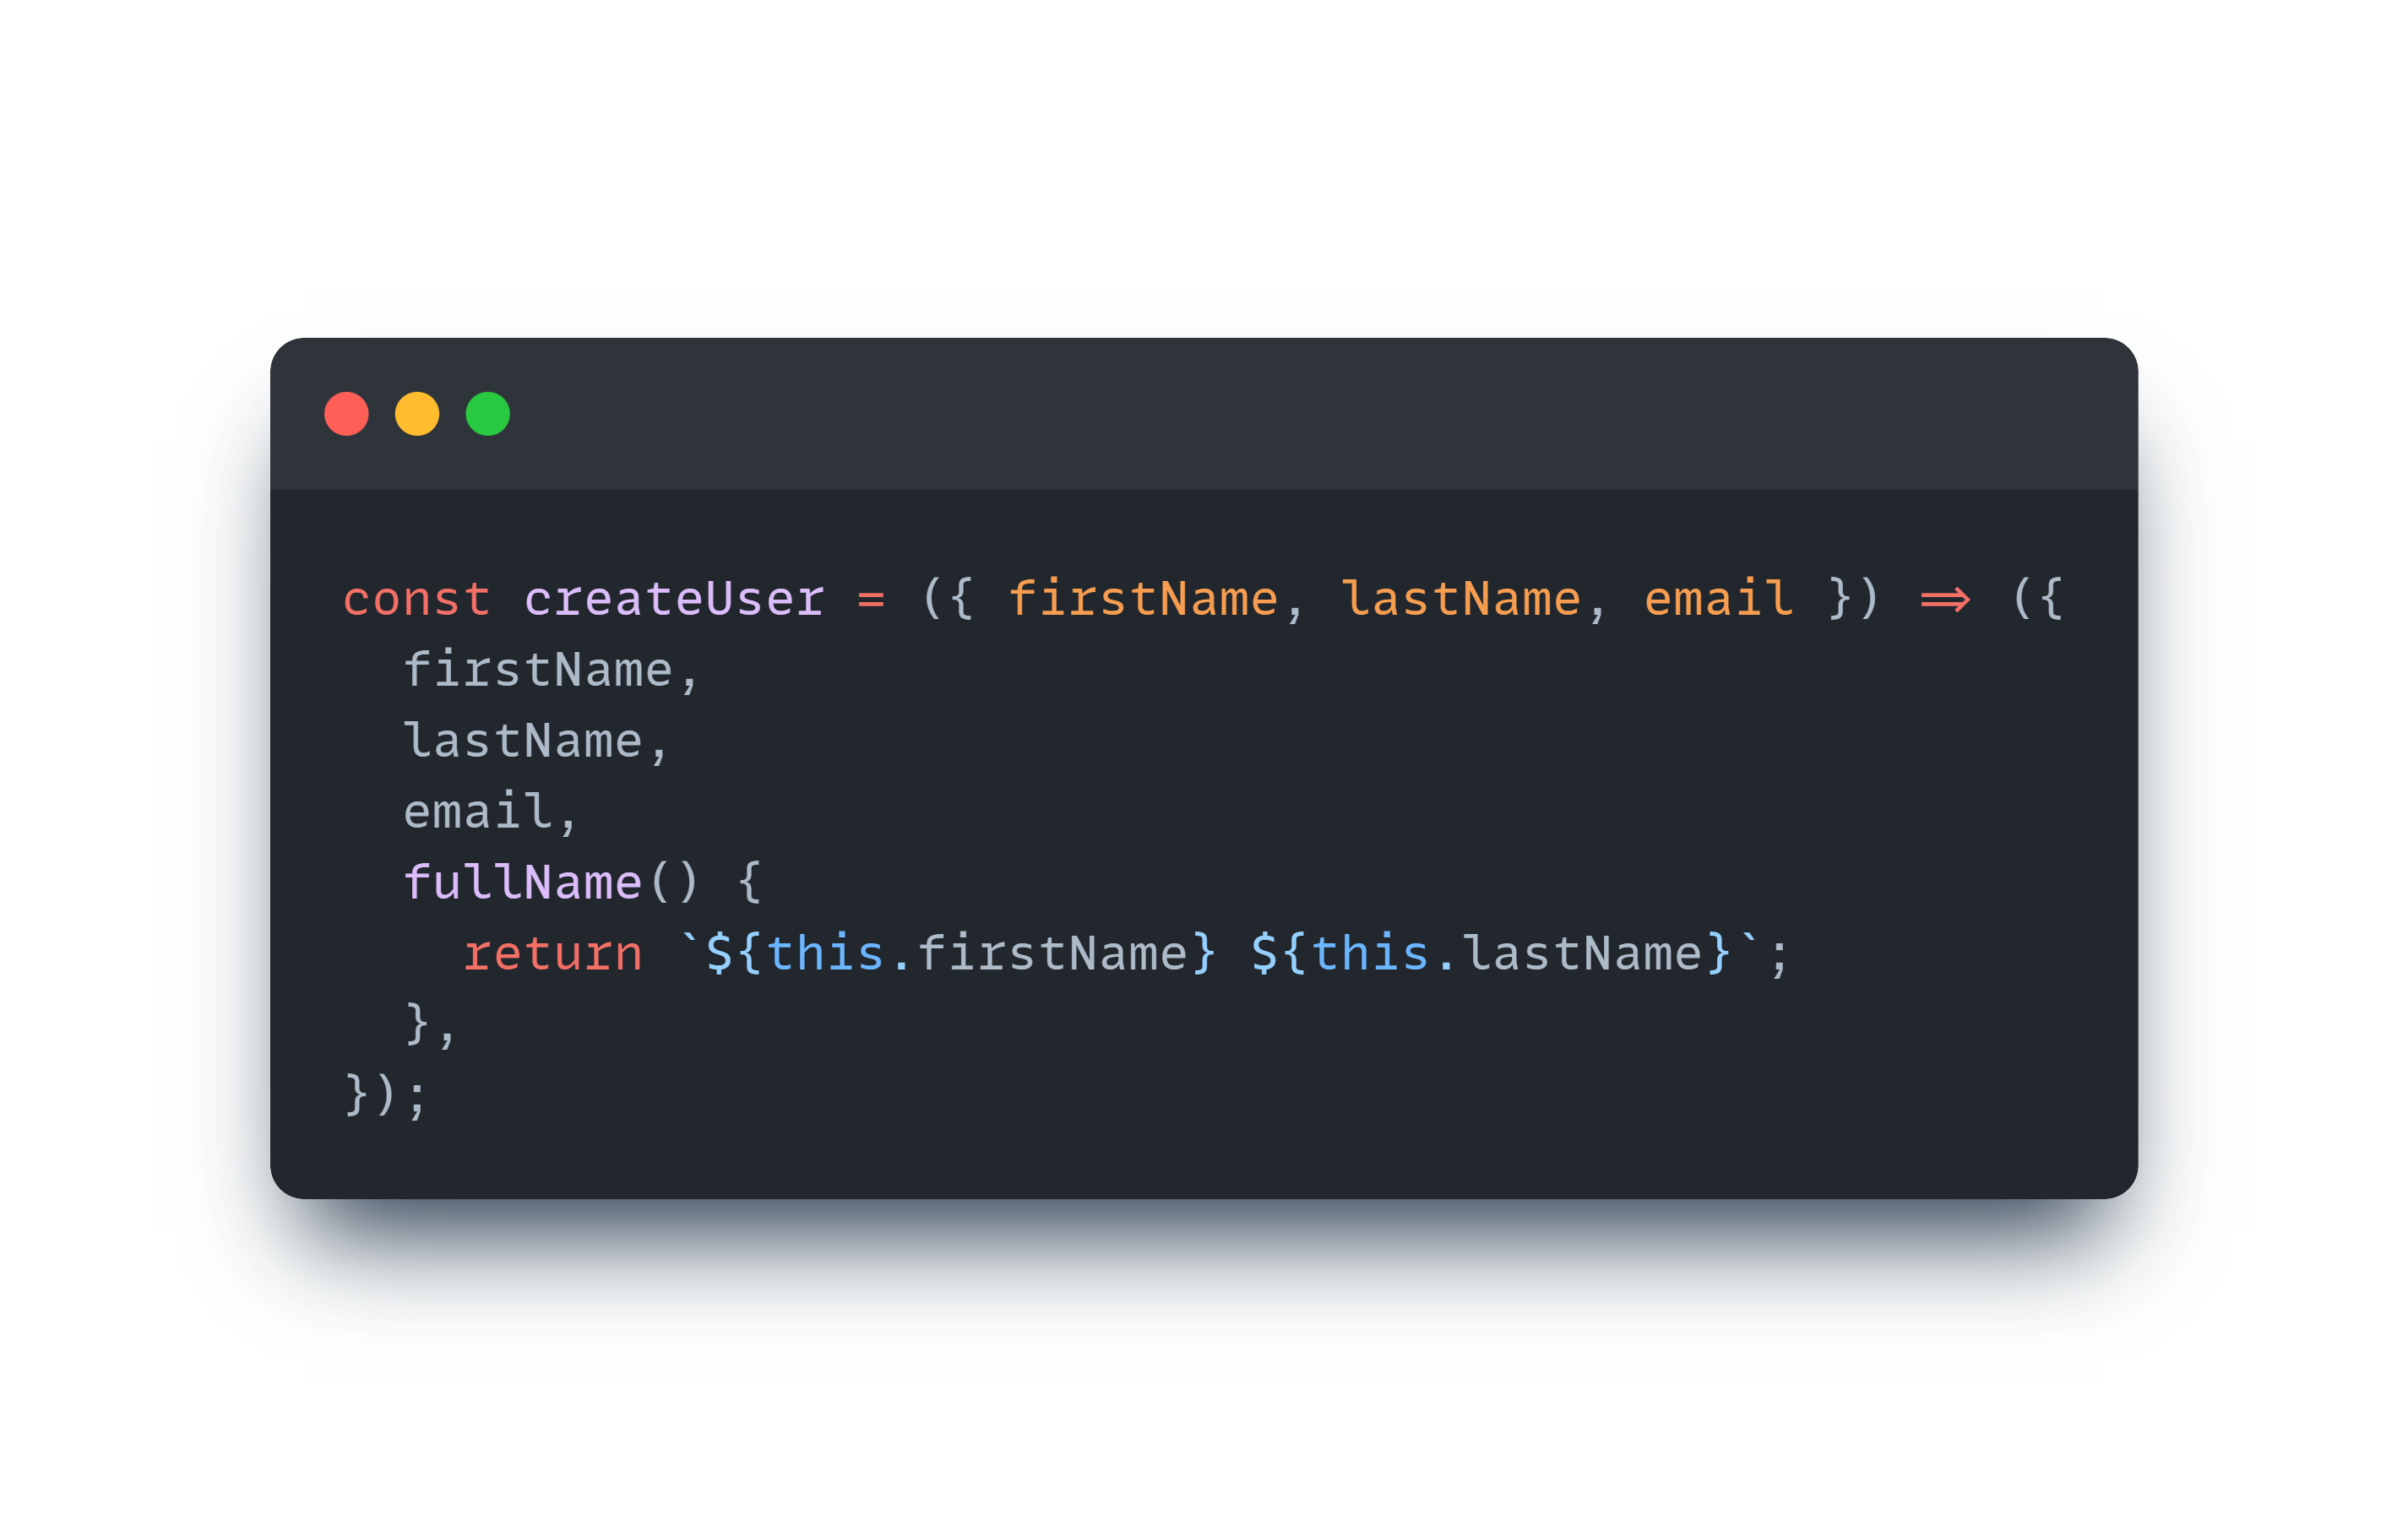 const createUser = ({ firstName, lastName, email }) => ({
  firstName,
  lastName,
  email,
  fullName() {
    return `${this.firstName} ${this.lastName}`;
  },
});